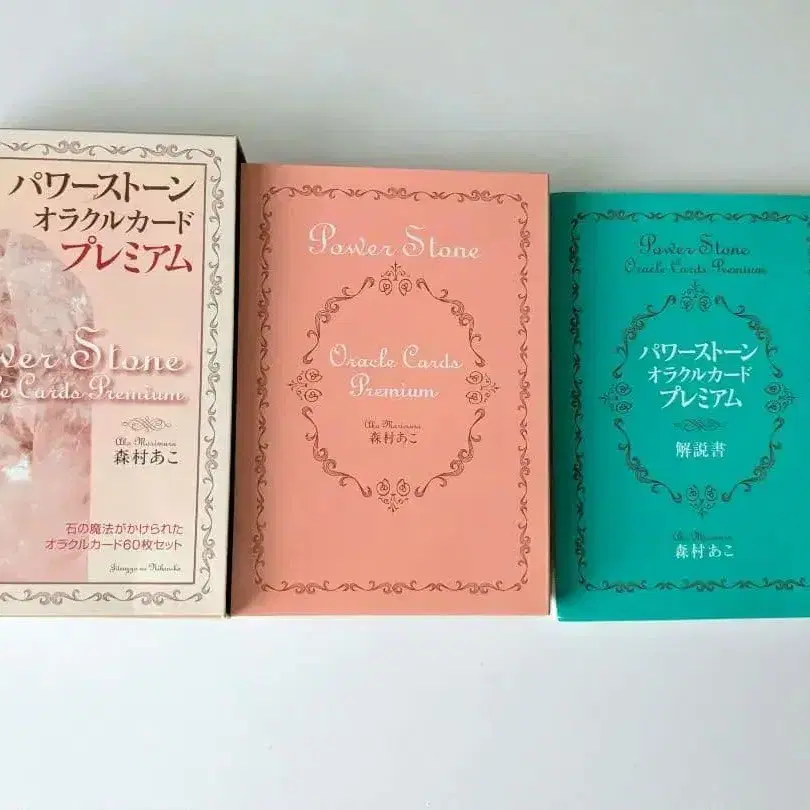 パワーストーン
オラクルカード
プレミアム
wer Stone
le Cards Premium
Ako Morimura
森村あこ
石の魔法がかけられた
オラクルカード60枚セット
Power Stone
Oracle Cards
Premium
Ako Morimura
森村あこ
Power Stone
Oracle Cards Premium
パワーストーン
オラクルカード
プレミアム
解説書
Ako Morimura
森村あこ